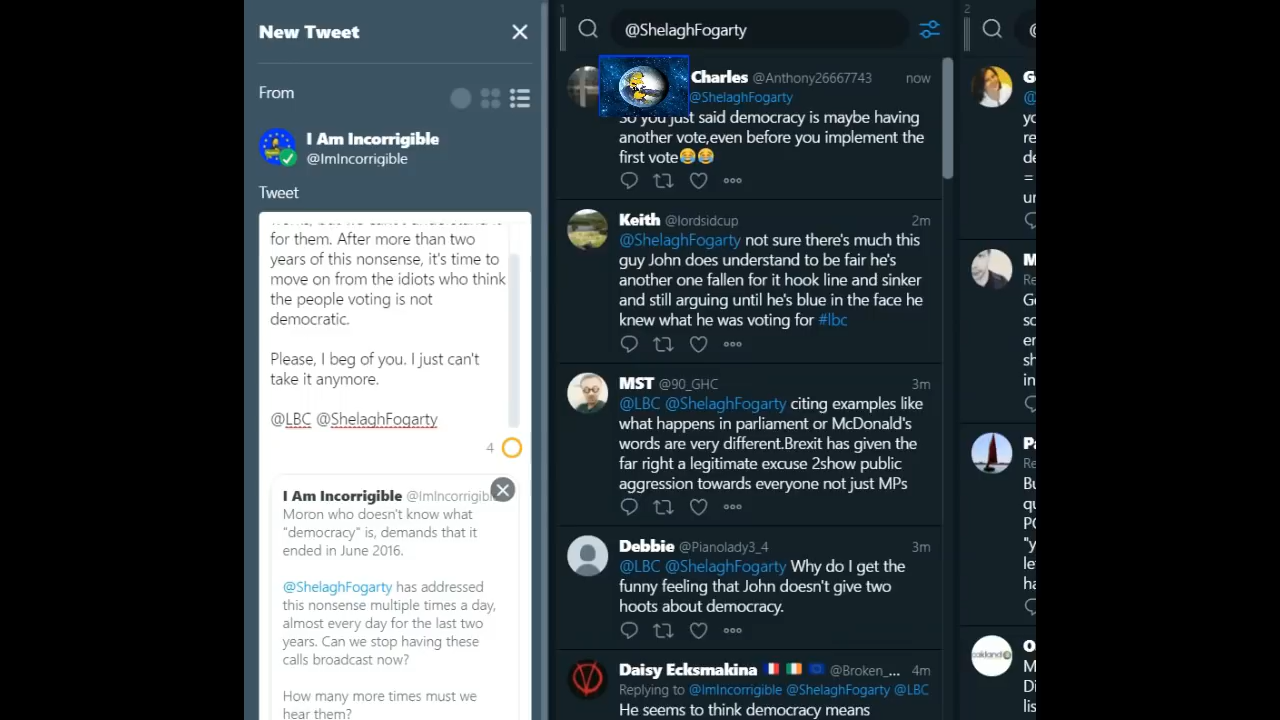 New Tweet
From
I Am Incorrigible
@ImIncorrigible
Tweet
for them. After more than two
years of this nonsense, it's time to
move on from the idiots who think
the people voting is not
democratic.
Please, I beg of you. I just can't
take it anymore.
@LBC @ShelaghFogarty
4
I Am Incorrigible @ImIncorrigible
Moron who doesn't know what
"democracy" is, demands that it
ended in June 2016.
@ShelaghFogarty has addressed
this nonsense multiple times a day,
almost every day for the last two
years. Can we stop having these
calls broadcast now?
How many more times must we
hear them?
1
@ShelaghFogarty
Charles @Anthony26667743 now
@ShelaghFogarty
So you just said democracy is maybe having
another vote,even before you implement the
first vote😂😂
Keith @lordsidcup 2m
@ShelaghFogarty not sure there's much this
guy John does understand to be fair he's
another one fallen for it hook line and sinker
and still arguing until he's blue in the face he
knew what he was voting for #lbc
MST @90_GHC 3m
@LBC @ShelaghFogarty citing examples like
what happens in parliament or McDonald's
words are very different.Brexit has given the
far right a legitimate excuse 2show public
aggression towards everyone not just MPs
Debbie @Pianolady3_4 3m
@LBC @ShelaghFogarty Why do I get the
funny feeling that John doesn't give two
hoots about democracy.
Daisy Ecksmakina 🇫🇷 🇮🇪 🇪🇺 @Broken_... 4m
Replying to @ImIncorrigible @ShelaghFogarty @LBC
He seems to think democracy means
2
oakland